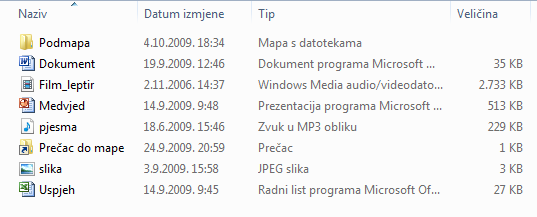 Naziv Datum izmjene Tip Veličina
Podmapa 4.10.2009. 18:34 Mapa s datotekama
Dokument 19.9.2009. 12:46 Dokument programa Microsoft ... 35 KB
Film_leptir 2.11.2006. 14:37 Windows Media audio/videodato... 2.733 KB
Medvjed 14.9.2009. 9:48 Prezentacija programa Microsoft ... 513 KB
pjesma 18.6.2009. 15:46 Zvuk u MP3 obliku 229 KB
Prečac do mape 24.9.2009. 20:59 Prečac 1 KB
slika 3.9.2009. 15:58 JPEG slika 3 KB
Uspjeh 14.9.2009. 9:45 Radni list programa Microsoft Of... 27 KB